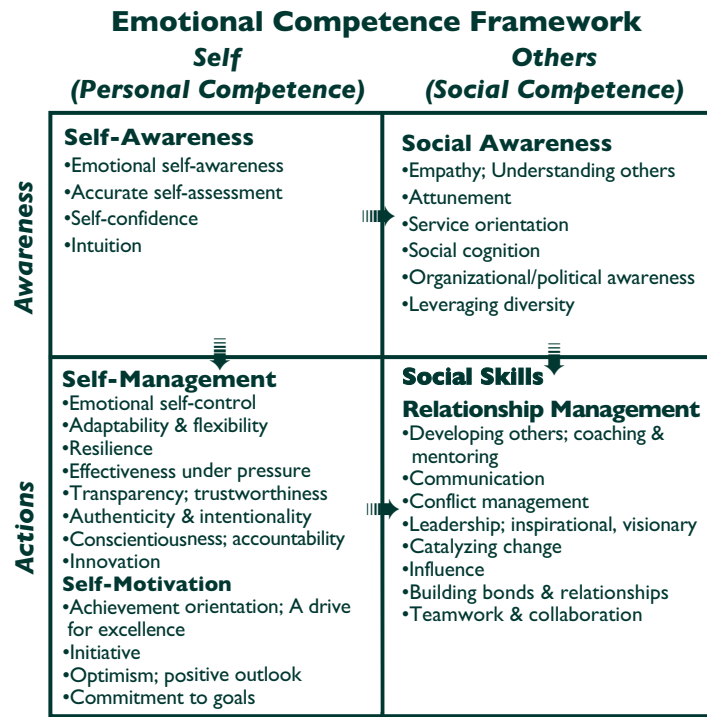 Emotional Competence Framework
Self
(Personal Competence)
Others
(Social Competence)
Awareness
Self-Awareness
•Emotional self-awareness
•Accurate self-assessment
•Self-confidence
•Intuition
Social Awareness
•Empathy; Understanding others
•Attunement
•Service orientation
•Social cognition
•Organizational/political awareness
•Leveraging diversity
Actions
Self-Management
•Emotional self-control
•Adaptability & flexibility
•Resilience
•Effectiveness under pressure
•Transparency; trustworthiness
•Authenticity & intentionality
•Conscientiousness; accountability
•Innovation
Self-Motivation
•Achievement orientation; A drive
for excellence
•Initiative
•Optimism; positive outlook
•Commitment to goals
Social Skills
Relationship Management
•Developing others; coaching &
mentoring
•Communication
•Conflict management
•Leadership; inspirational, visionary
•Catalyzing change
•Influence
•Building bonds & relationships
•Teamwork & collaboration